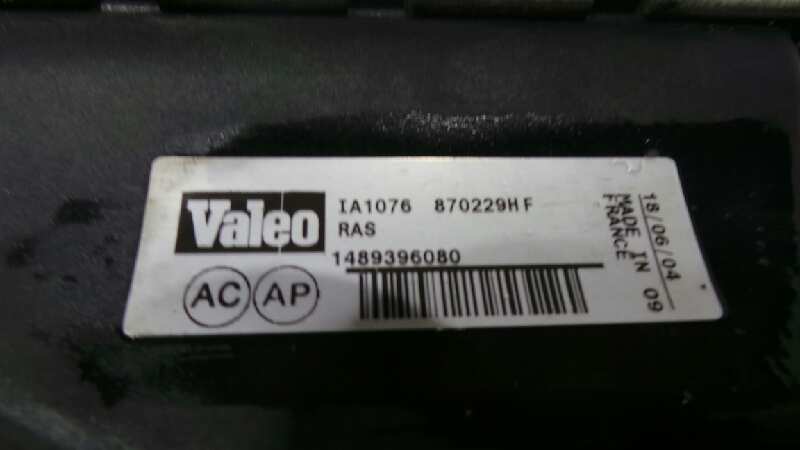 Valeo
IA1076 870229HF
RAS
1489396080
AC AP
18/06/04
MADE IN
FRANCE
09